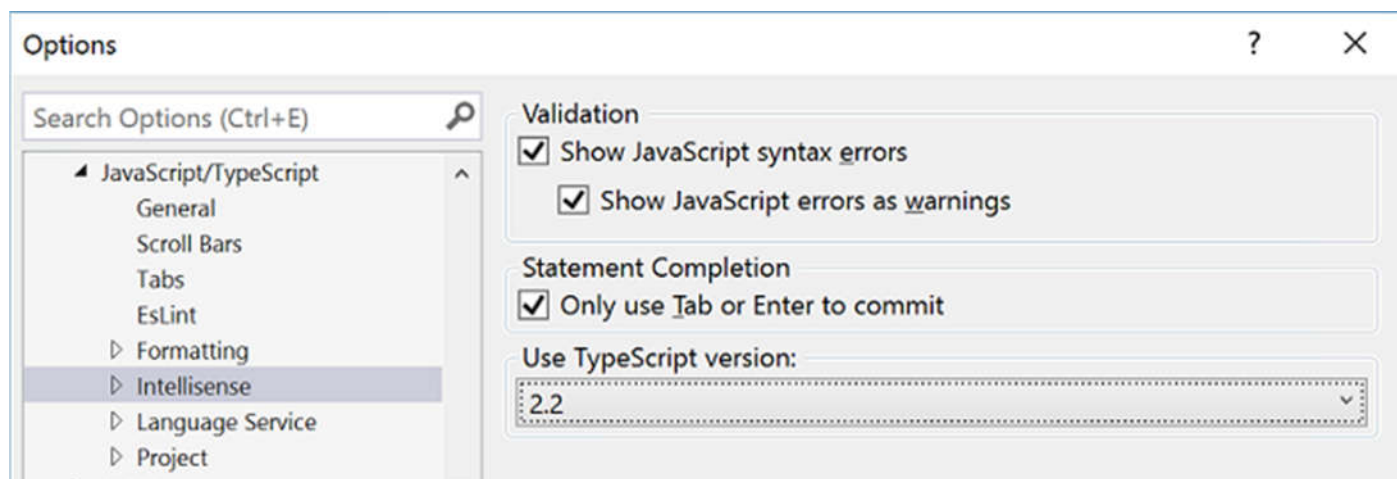 Options
?
Search Options (Ctrl+E)
JavaScript/TypeScript
General
Scroll Bars
Tabs
EsLint
Formatting
Intellisense
Language Service
Project
Validation
Show JavaScript syntax errors
Show JavaScript errors as warnings
Statement Completion
Only use Tab or Enter to commit
Use TypeScript version:
2.2